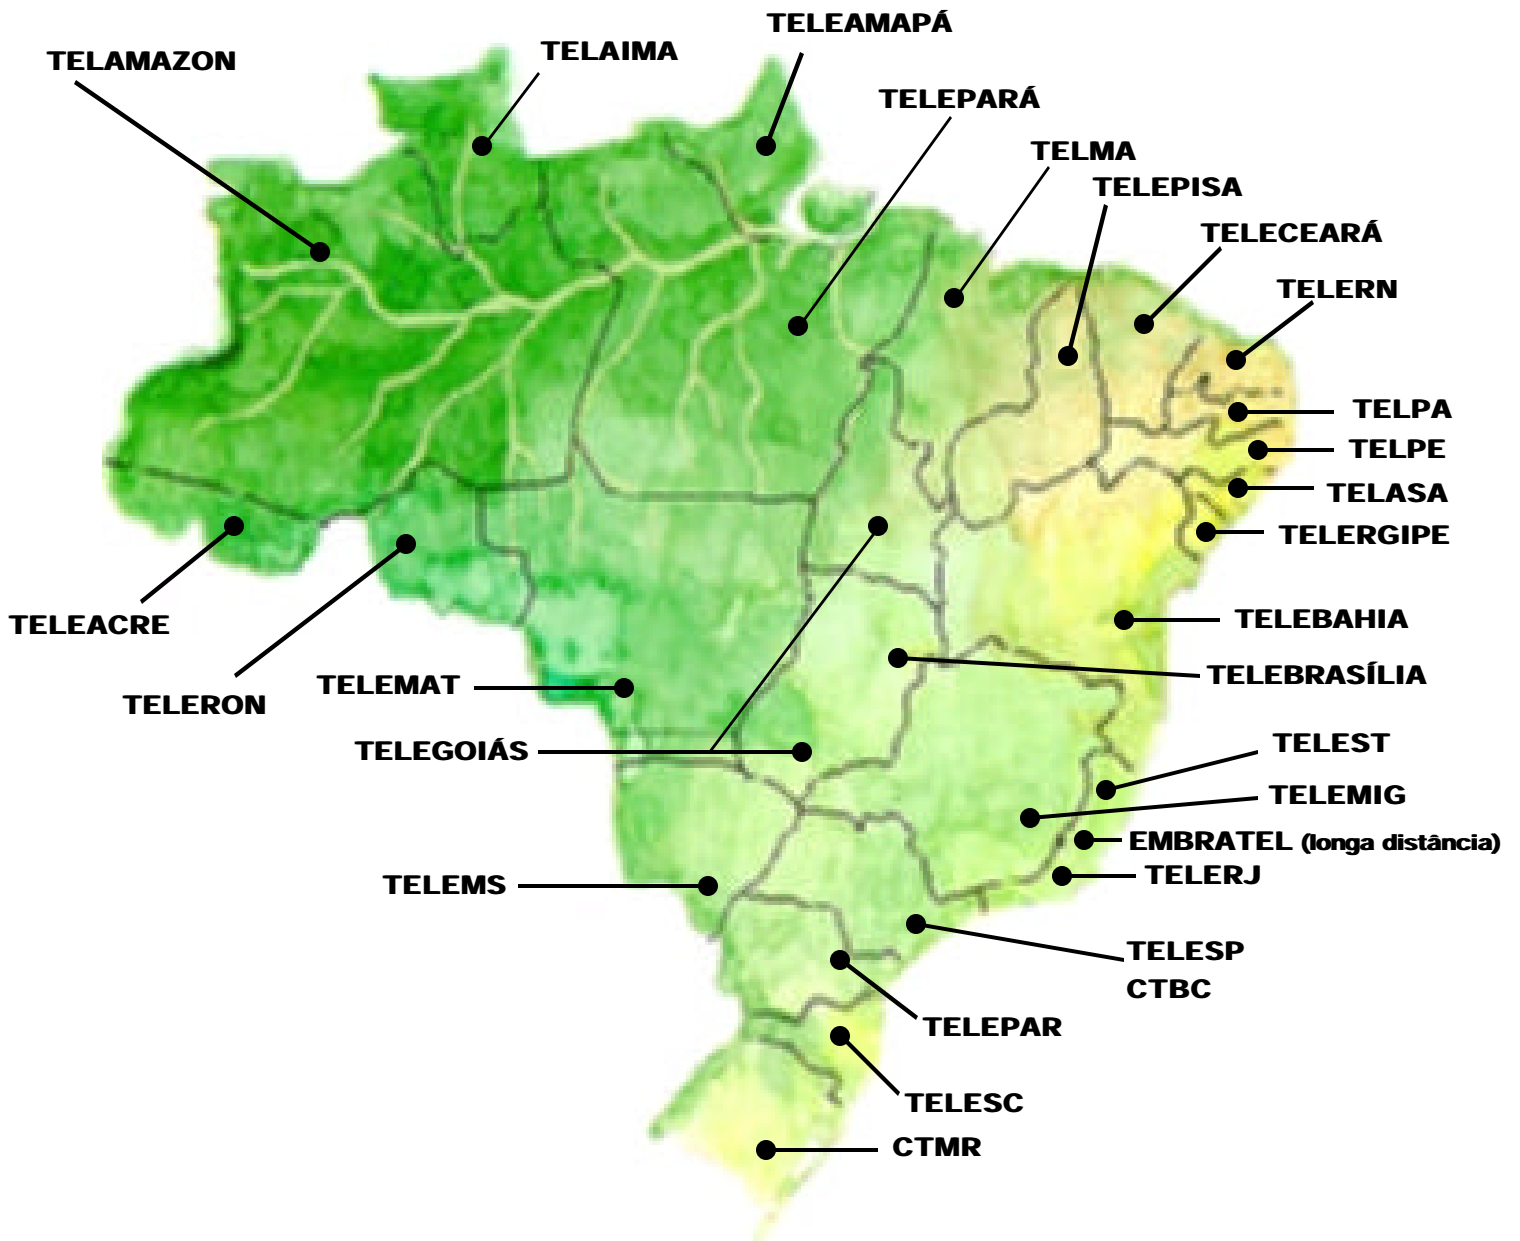 TELEAMAPÁ
TELAIMA
TELAMAZON
TELEPARÁ
TELMA
TELEPISA
TELECEARÁ
TELERN
TELPA
TELPE
TELASA
TELERGIPE
TELEACRE
TELEBAHIA
TELEBRASÍLIA
TELEMAT
TELERON
TELEGOIÁS
TELEST
TELEMIG
EMBRATEL (longa distância)
TELERJ
TELEMS
TELESP
CTBC
TELEPAR
TELESC
CTMR